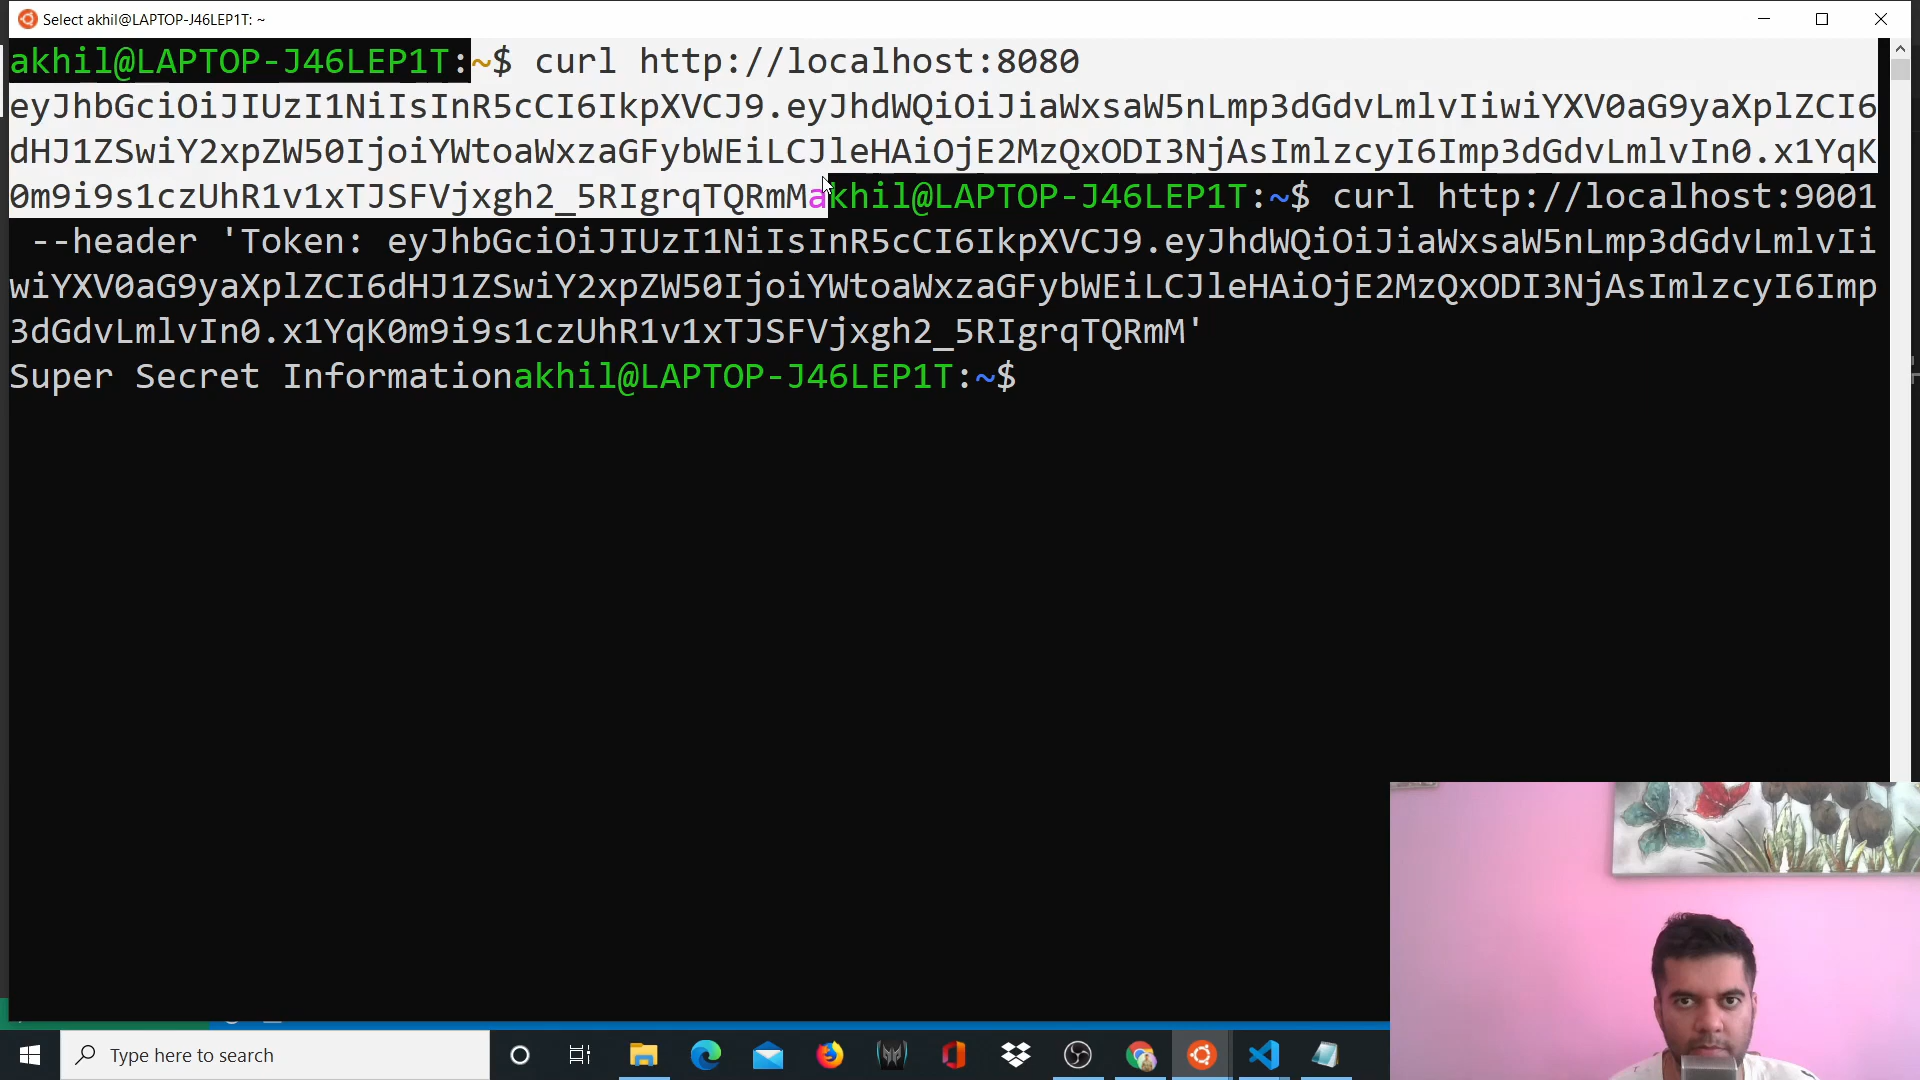 Select akhil@LAPTOP-J46LEP1T: ~
akhil@LAPTOP-J46LEP1T:~$ curl http://localhost:8080
eyJhbGciOiJIUzI1NiIsInR5cCI6IkpXVCJ9.eyJhdWQiOiJiaWxsaW5nLmp3dGdvLmlvIiwiYXV0aG9yaXplZCI6
dHJ1ZSwiY2xpZW50IjoiYWtoaWxzaGFybWEiLCJleHAiOjE2MzQxODI3NjAsImlzcyI6Imp3dGdvLmlvIn0.x1YqK
0m9i9s1czUhR1v1xTJSFVjxgh2_5RIgrqTQRmMakhil@LAPTOP-J46LEP1T:~$ curl http://localhost:9001
--header 'Token: eyJhbGciOiJIUzI1NiIsInR5cCI6IkpXVCJ9.eyJhdWQiOiJiaWxsaW5nLmp3dGdvLmlvIi
wiYXV0aG9yaXplZCI6dHJ1ZSwiY2xpZW50IjoiYWtoaWxzaGFybWEiLCJleHAiOjE2MzQxODI3NjAsImlzcyI6Imp
3dGdvLmlvIn0.x1YqK0m9i9s1czUhR1v1xTJSFVjxgh2_5RIgrqTQRmM'
Super Secret Informationakhil@LAPTOP-J46LEP1T:~$
Type here to search